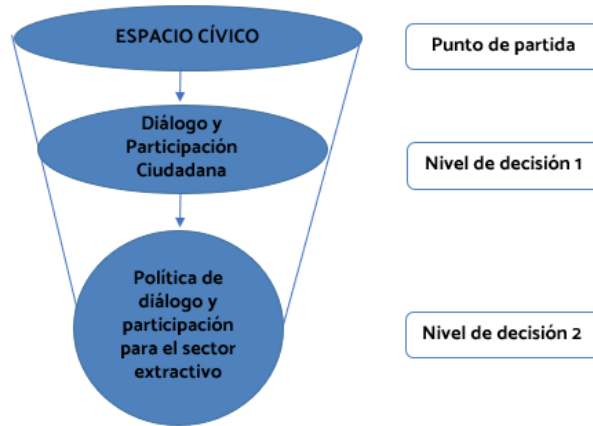 ESPACIO CÍVICO
Punto de partida
Diálogo y
Participación
Ciudadana
Nivel de decisión 1
Política de
diálogo y
participación
para el sector
extractivo
Nivel de decisión 2